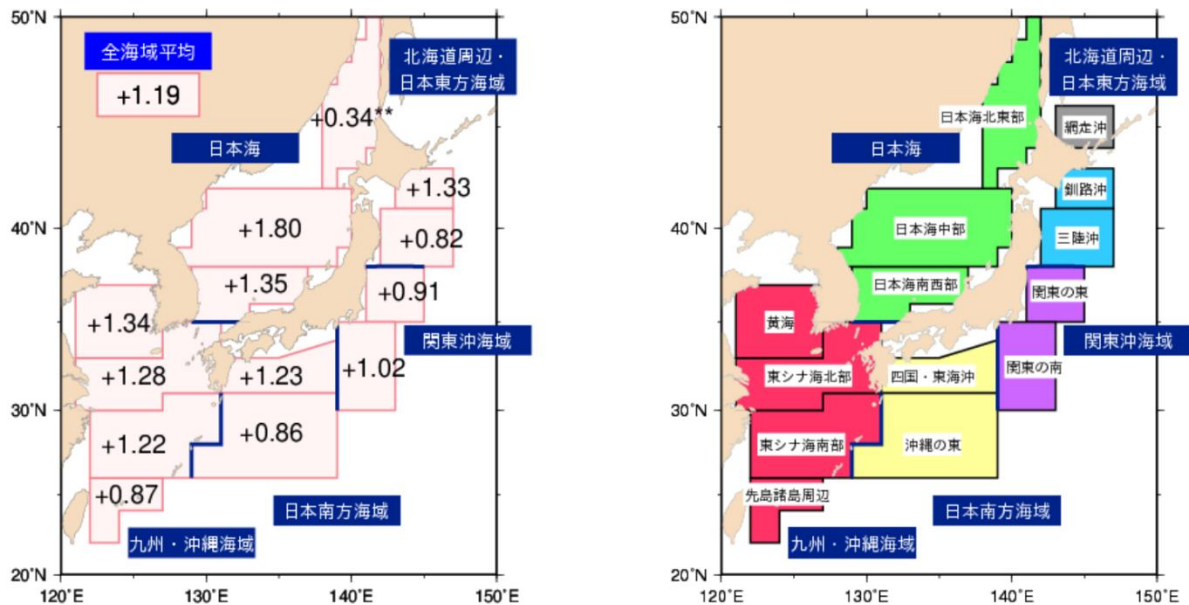 50°N
40°N
30°N
20°N
120°E
130°E
140°E
150°E
全海域平均
+1.19
北海道周辺・
日本東方海域
+0.34**
日本海
+1.33
+1.80
+0.82
+1.35
+0.91
+1.34
関東沖海域
+1.02
+1.28
+1.23
+1.22
+0.86
+0.87
日本南方海域
九州・沖縄海域
50°N
40°N
30°N
20°N
120°E
130°E
140°E
150°E
北海道周辺・
日本東方海域
日本海北東部
網走沖
日本海
釧路沖
日本海中部
三陸沖
日本海南西部
関東の東
黄海
関東沖海域
関東の南
東シナ海北部
四国・東海沖
東シナ海南部
沖縄の東
先島諸島周辺
日本南方海域
九州・沖縄海域